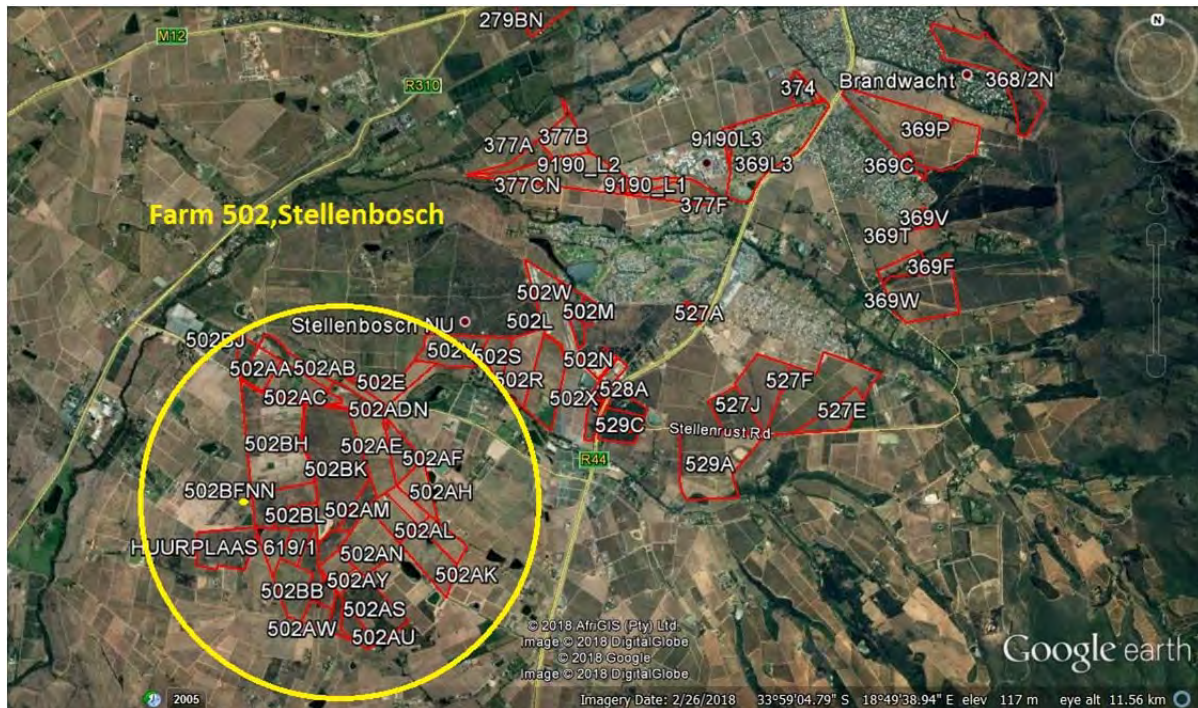 279BN
M12
R310
Brandwacht
368/2N
374
369P
377B
377A
9190L3
369C
9190_L2
369L3
377CN
9190_L1
377F
Farm 502,Stellenbosch
369V
369T
369F
369W
502W
502M
527A
Stellenbosch NU
502L
502BJ
502V
502S
502N
502AA
502AB
502E
502R
528A
527F
502AC
502X
527J
527E
502ADN
529C
Stellenrust Rd
502BH
502AE
502AF
R44
529A
502BK
502BFNN
502AH
502BL
502AM
502AL
HUURPLAAS 619/1
502AN
502AK
502BB
502AY
502AS
502AW
502AU
© 2018 AfriGIS (Pty) Ltd.
Image © 2018 DigitalGlobe
© 2018 Google
Image © 2018 DigitalGlobe
Google earth
N
2005
Imagery Date: 2/26/2018 33°59'04.79" S 18°49'38.94" E elev 117 m eye alt 11.56 km